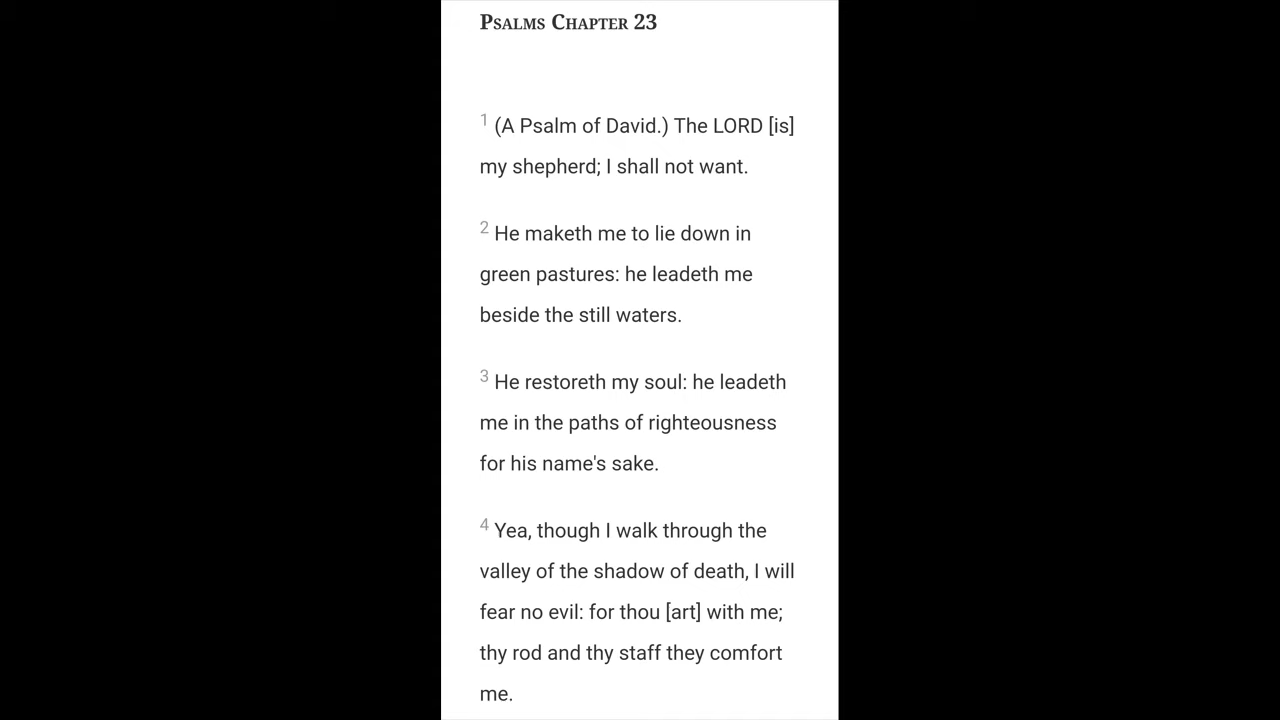 Psalms Chapter 23
1 (A Psalm of David.) The LORD [is]
my shepherd; I shall not want.
2 He maketh me to lie down in
green pastures: he leadeth me
beside the still waters.
3 He restoreth my soul: he leadeth
me in the paths of righteousness
for his name's sake.
4 Yea, though I walk through the
valley of the shadow of death, I will
fear no evil: for thou [art] with me;
thy rod and thy staff they comfort
me.